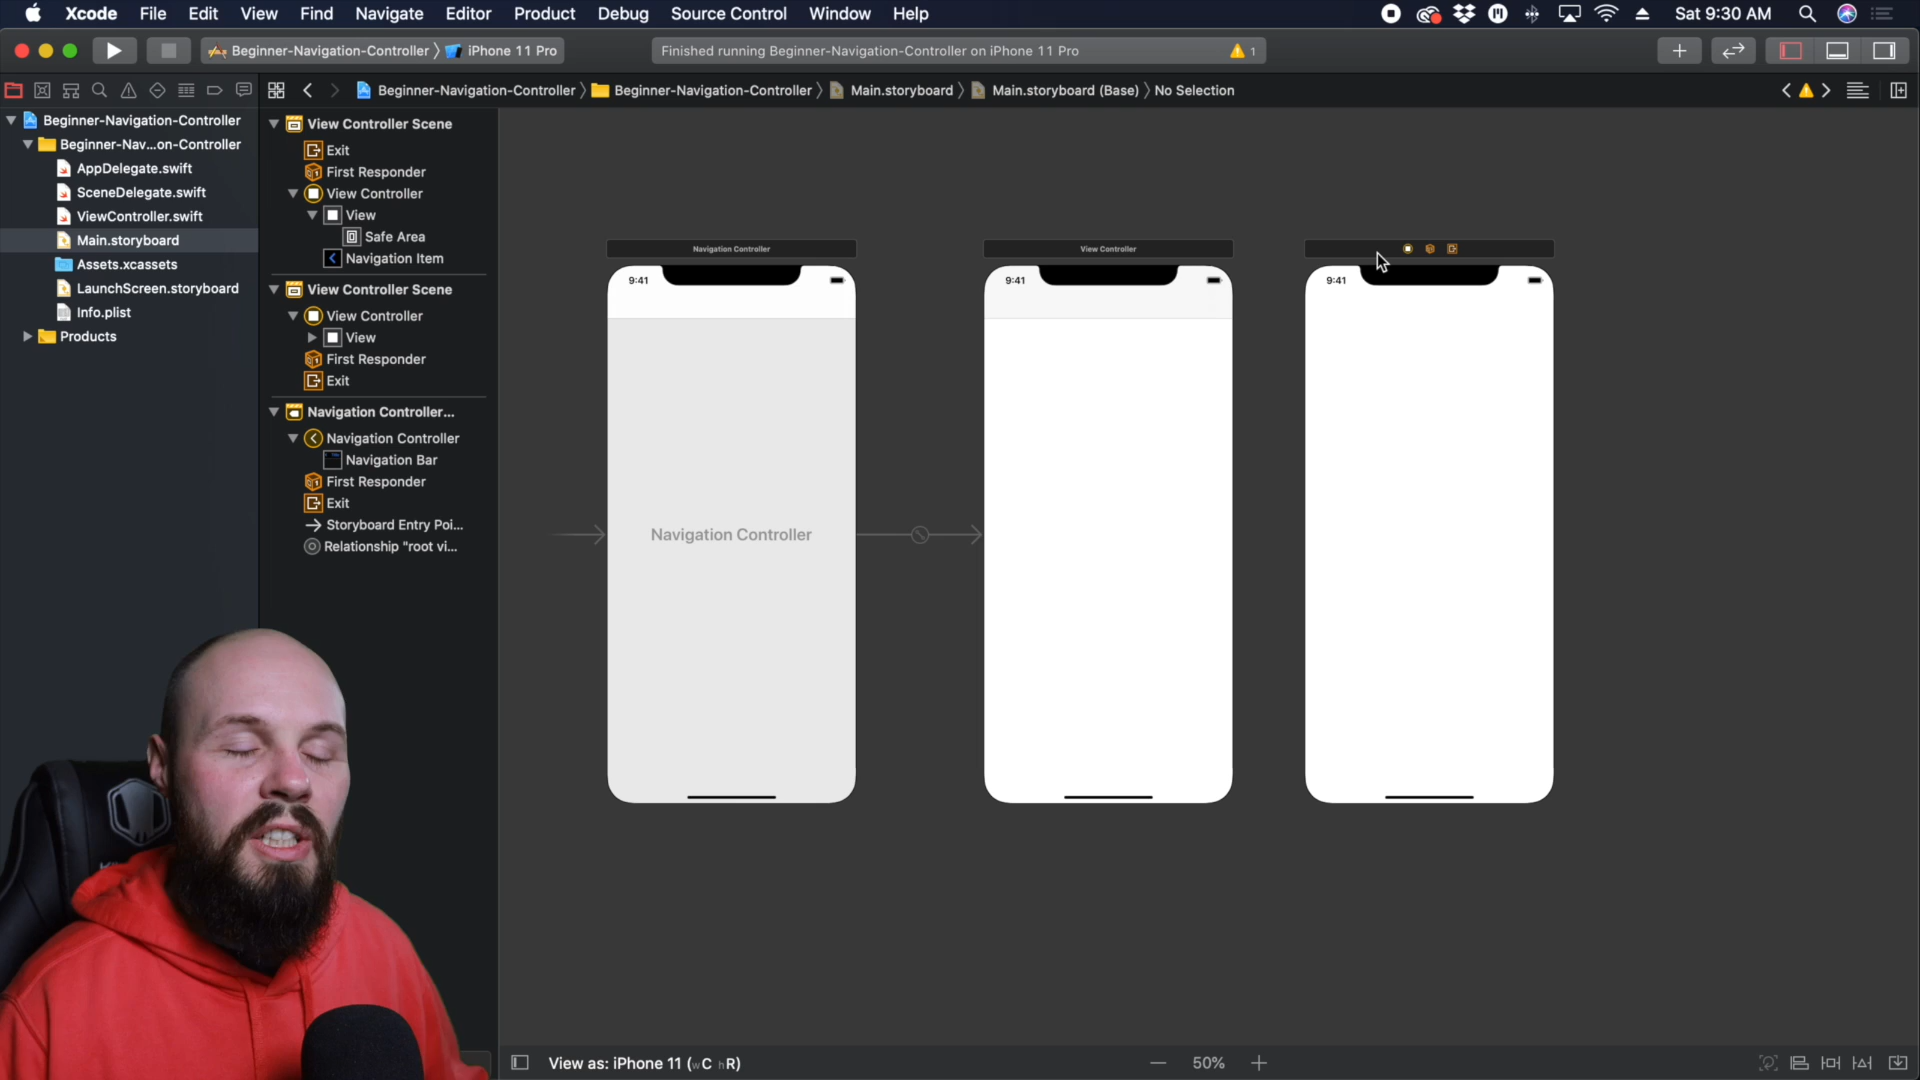 Xcode File Edit View Find Navigate Editor Product Debug Source Control Window Help
Sat 9:30 AM
Beginner-Navigation-Controller iPhone 11 Pro
Finished running Beginner-Navigation-Controller on iPhone 11 Pro
1
Beginner-Navigation-Controller Beginner-Navigation-Controller Main.storyboard Main.storyboard (Base) No Selection
Beginner-Navigation-Controller
Beginner-Nav...on-Controller
AppDelegate.swift
SceneDelegate.swift
ViewController.swift
Main.storyboard
Assets.xcassets
LaunchScreen.storyboard
Info.plist
Products
View Controller Scene
Exit
First Responder
View Controller
View
Safe Area
Navigation Item
View Controller Scene
View Controller
View
First Responder
Exit
Navigation Controller...
Navigation Controller
Navigation Bar
First Responder
Exit
Storyboard Entry Poi...
Relationship "root vi...
Navigation Controller
9:41
Navigation Controller
View Controller
9:41
9:41
View as: iPhone 11 (wC hR)
50%